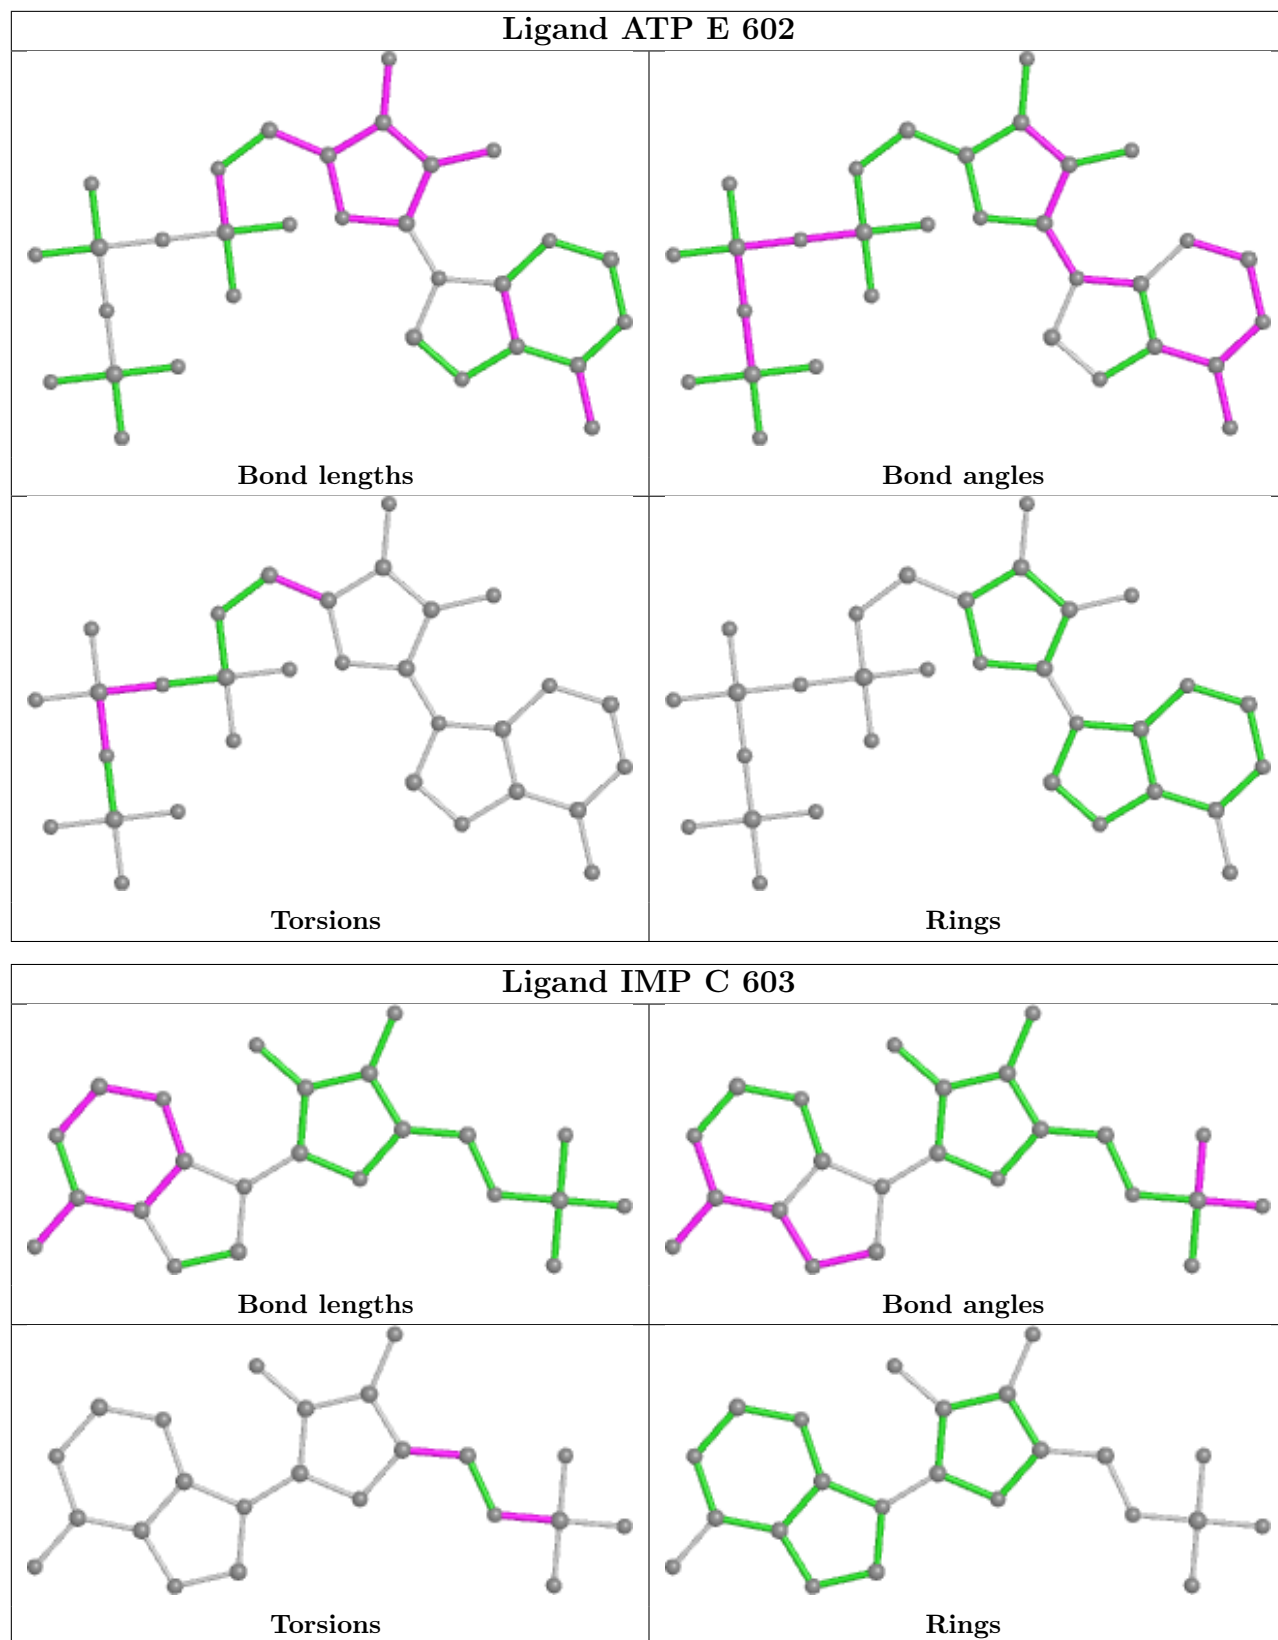 Ligand ATP E 602
Bond lengths
Bond angles
Torsions
Rings
Ligand IMP C 603
Bond lengths
Bond angles
Torsions
Rings